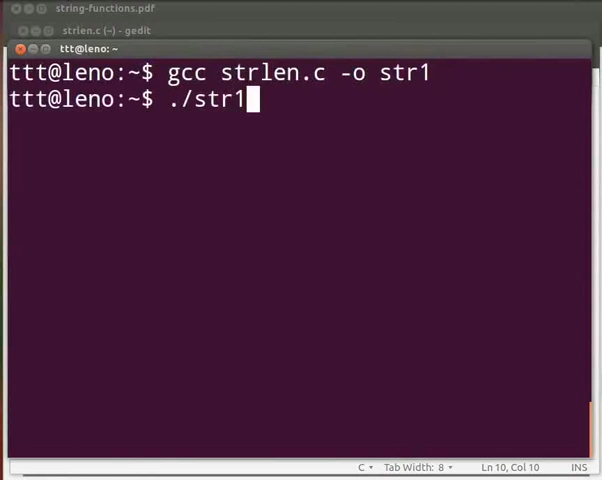 string-functions.pdf
strlen.c (~) - gedit
ttt@leno: ~
ttt@leno:~$ gcc strlen.c -o str1
ttt@leno:~$ ./str1
C Tab Width: 8 Ln 10, Col 10 INS